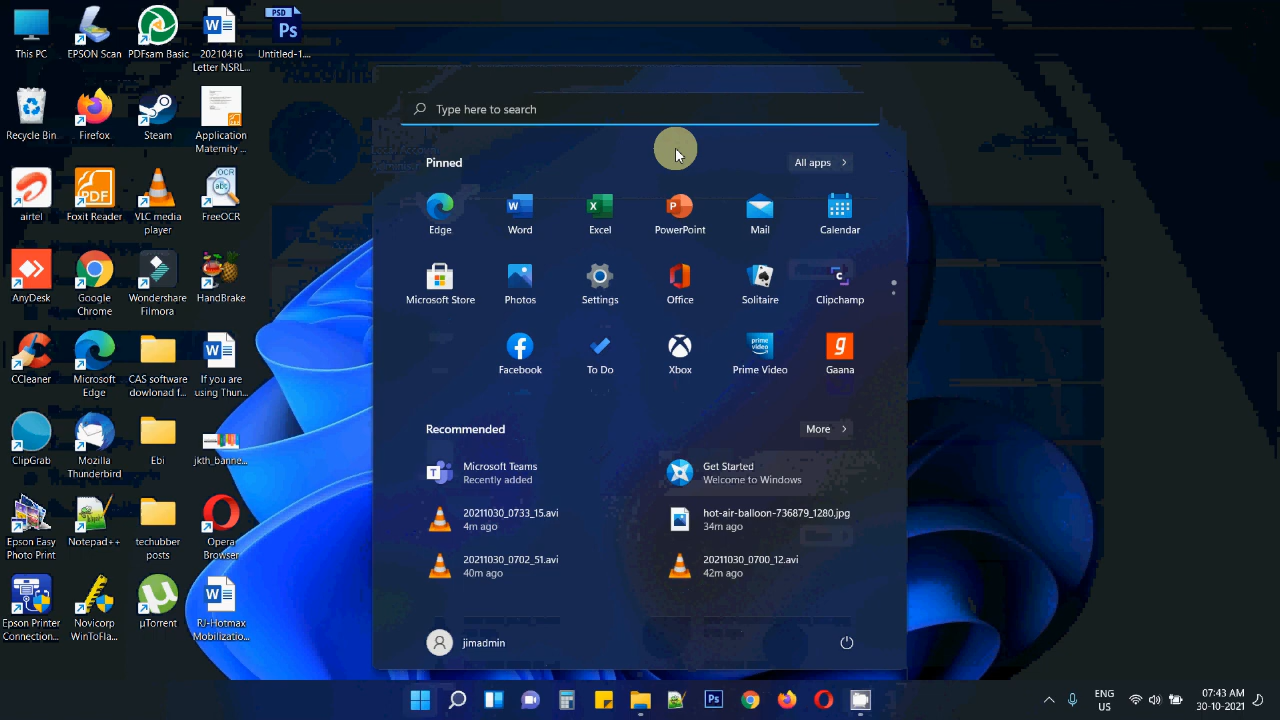 This PC
EPSON Scan
PDFsam Basic
20210416
Letter NSRL...
PSD
Ps
Untitled-1....
Recycle Bin
Firefox
Steam
Application
Maternity ...
airtel
PDF
Foxit Reader
VLC media
player
OCR
abc
FreeOCR
AnyDesk
Google
Chrome
Wondershare
Filmora
HandBrake
CCleaner
Microsoft
Edge
CAS software
dowlonad f...
If you are
using Thun...
ClipGrab
Mozilla
Thunderbird
Ebi
jkth_banne...
Epson Easy
Photo Print
Notepad++
techubber
posts
Opera
Browser
Epson Printer
Connection...
Novicorp
WinToFla...
µTorrent
RJ-Hotmax
Mobilizatio...
Type here to search
Pinned
All apps
Edge
Word
Excel
PowerPoint
Mail
Calendar
Microsoft Store
Photos
Settings
Office
Solitaire
Clipchamp
Facebook
To Do
Xbox
prime
video
Prime Video
Gaana
Recommended
More
Microsoft Teams
Recently added
Get Started
Welcome to Windows
20211030_0733_15.avi
4m ago
hot-air-balloon-736879_1280.jpg
34m ago
20211030_0702_51.avi
40m ago
20211030_0700_12.avi
42m ago
jimadmin
Ps
ENG
US
07:43 AM
30-10-2021